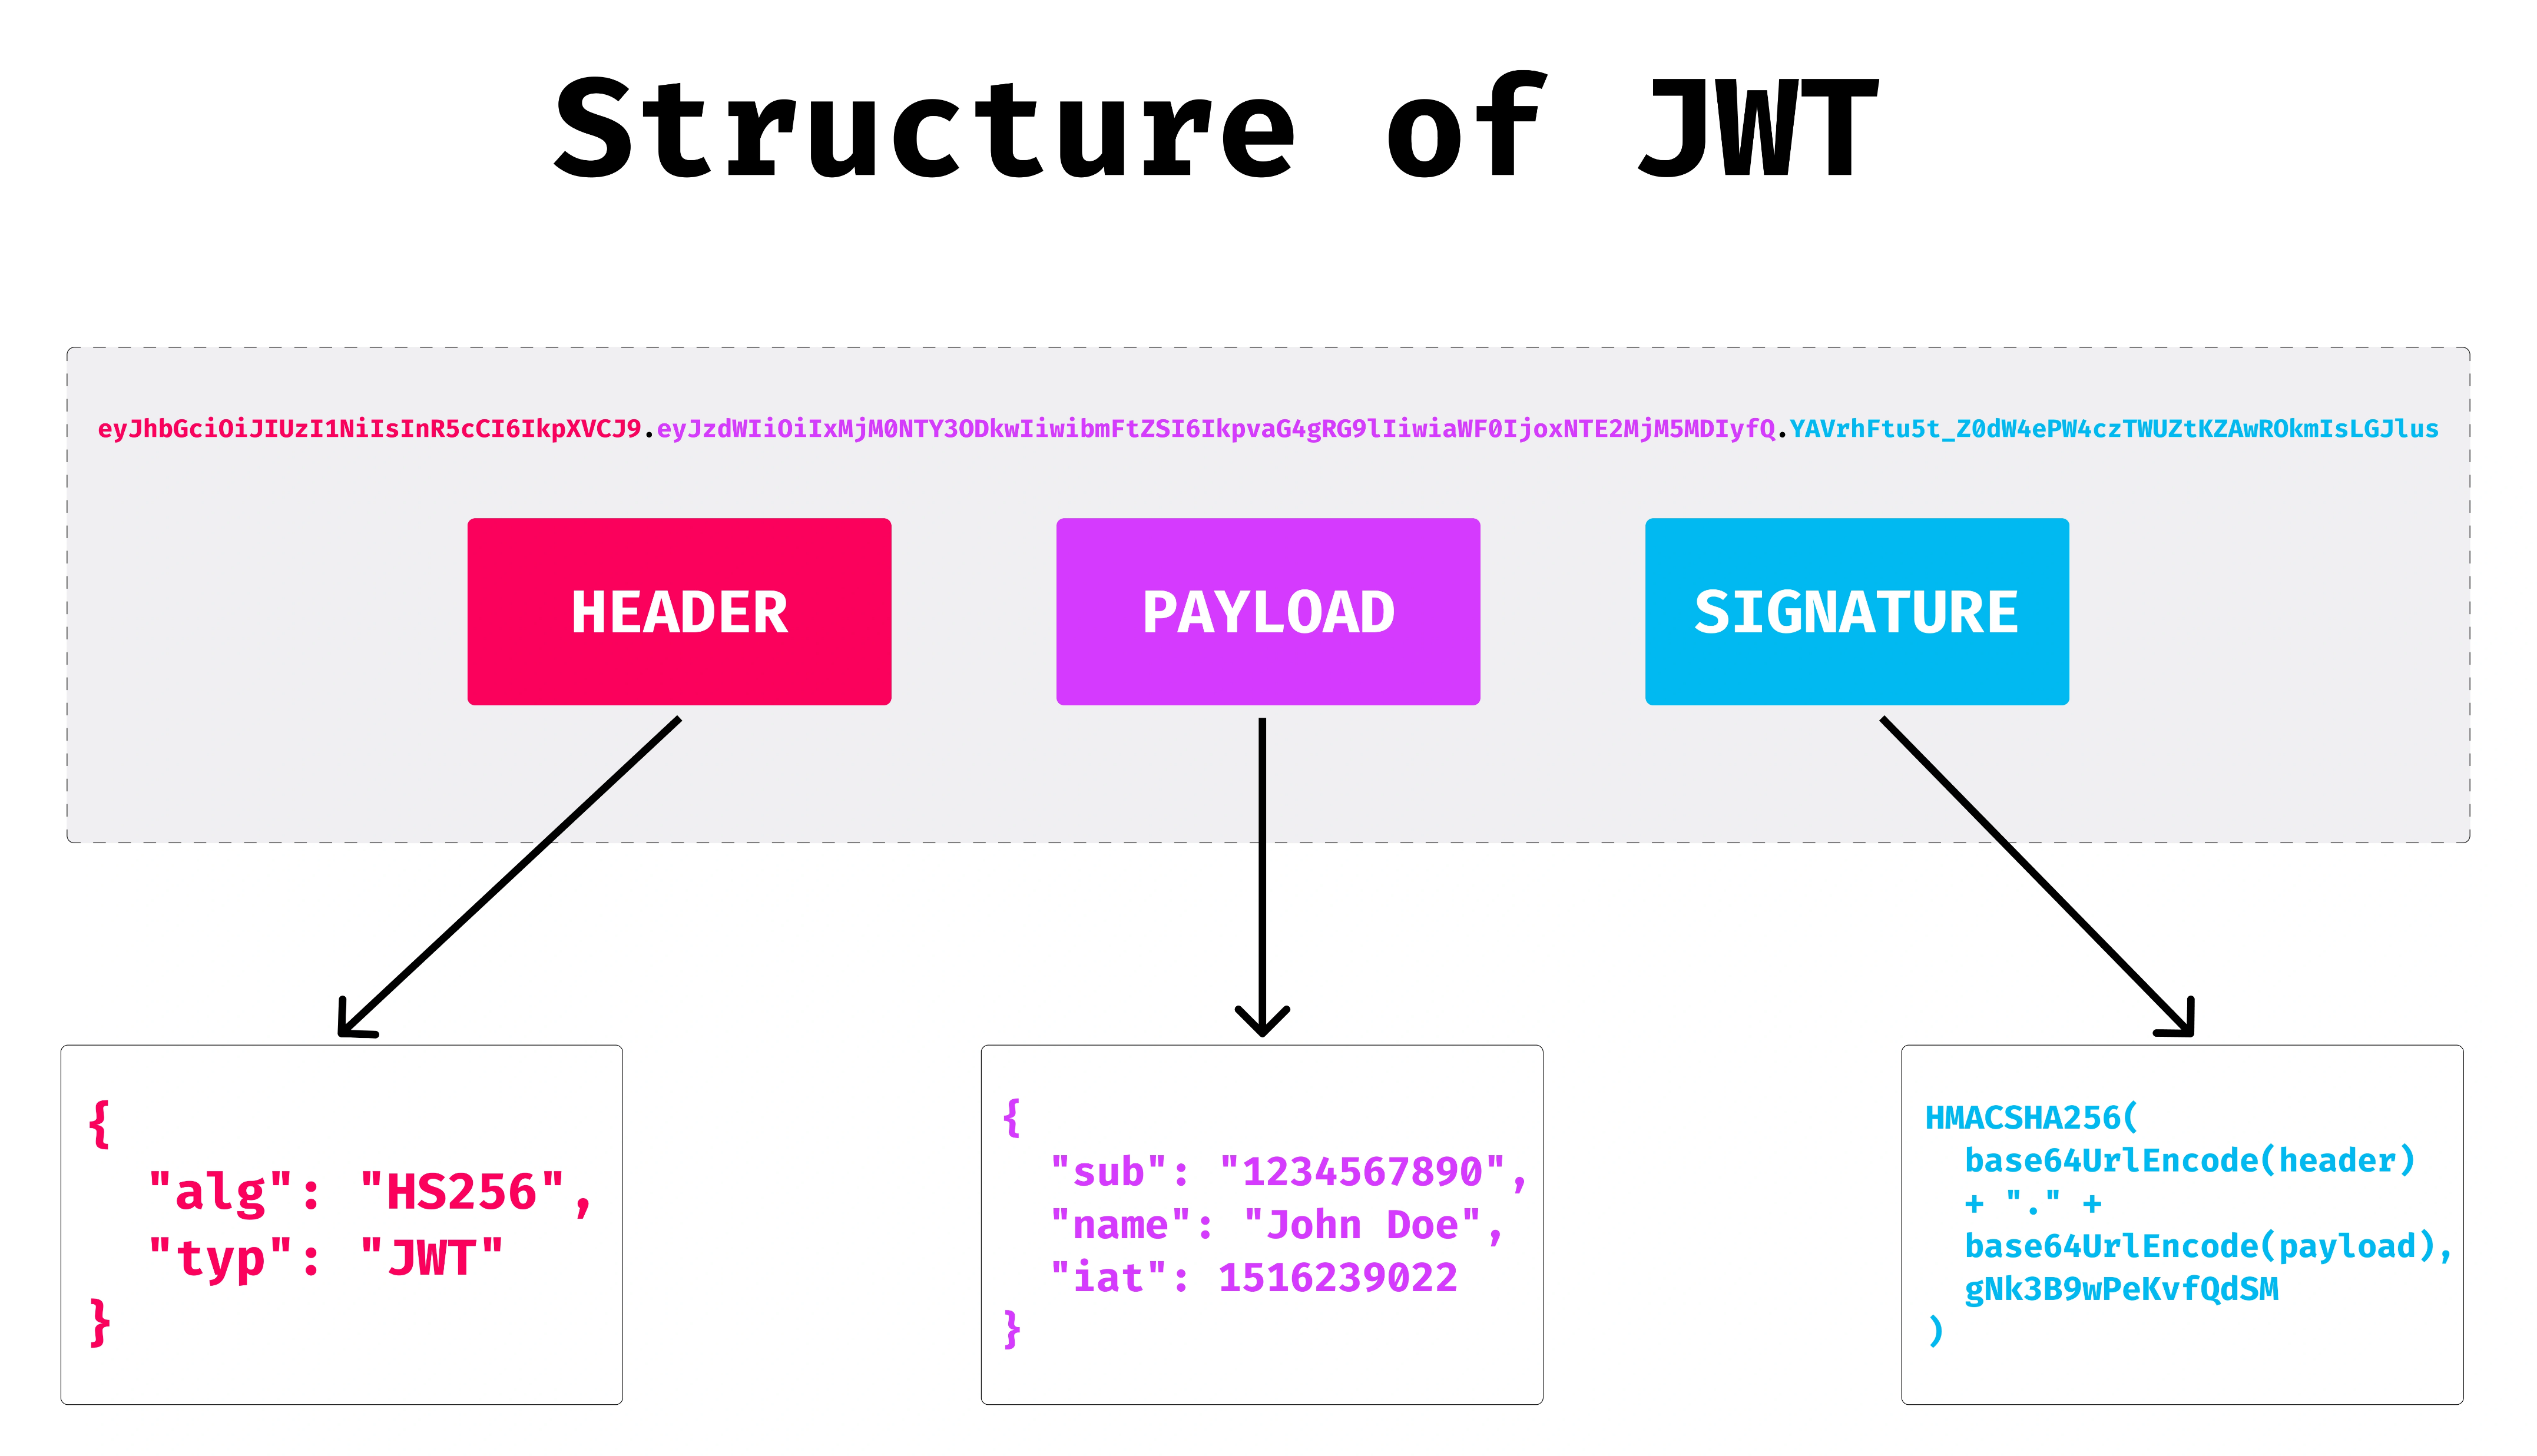 Structure of JWT
eyJhbGciOiJIUzI1NiIsInR5cCI6IkpXVCJ9.eyJzdWIiOiIxMjM0NTY3ODkwIiwibmFtZSI6IkpvaG4gRG9lIiwiaWF0IjoxNTE2MjM5MDIyfQ.YAVrhFtu5t_Z0dW4ePW4czTWUZtKZAwROkmIsLGJlus
HEADER
PAYLOAD
SIGNATURE
{
"alg": "HS256",
"typ": "JWT"
}
{
"sub": "1234567890",
"name": "John Doe",
"iat": 1516239022
}
HMACSHA256(
base64UrlEncode(header)
+ "." +
base64UrlEncode(payload),
gNk3B9wPeKvfQdSM
)